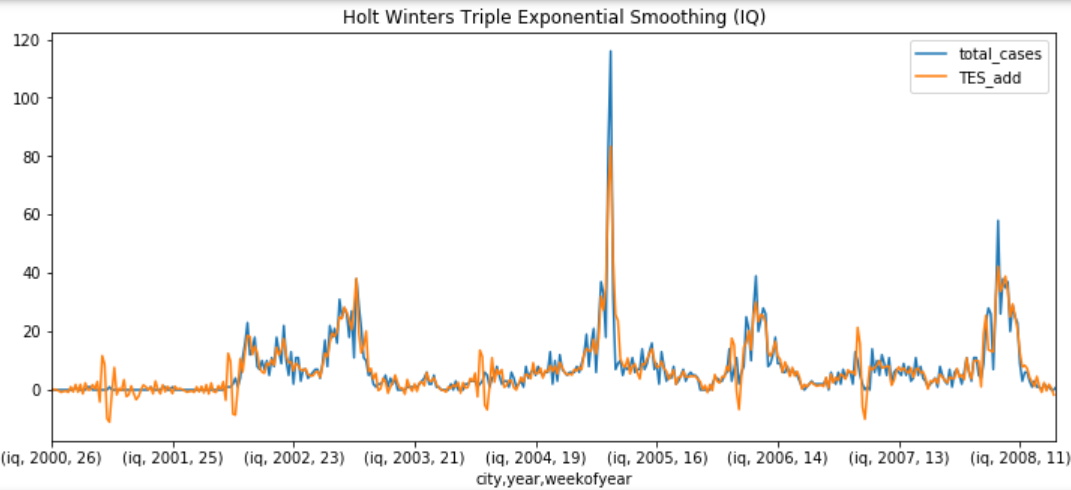 Holt Winters Triple Exponential Smoothing (IQ)
total_cases
TES_add
120
100
80
60
40
20
0
(iq, 2000, 26) (iq, 2001, 25) (iq, 2002, 23) (iq, 2003, 21) (iq, 2004, 19) (iq, 2005, 16) (iq, 2006, 14) (iq, 2007, 13) (iq, 2008, 11)
city,year,weekofyear